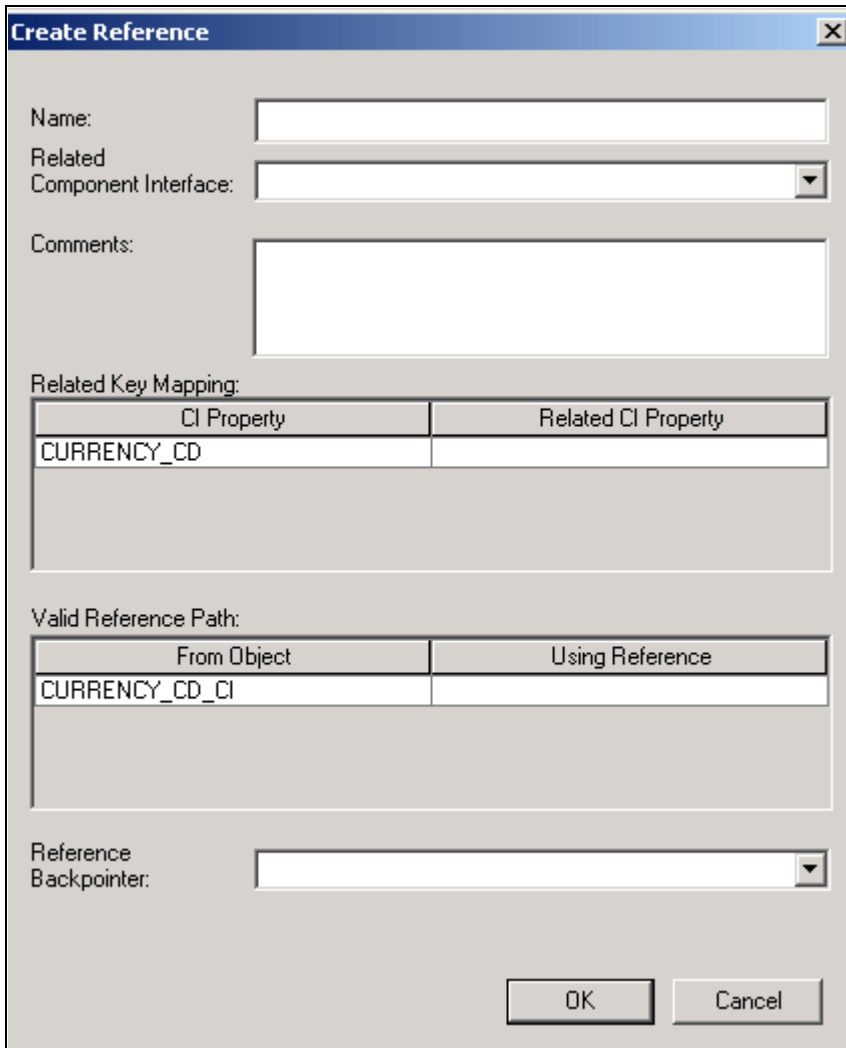 Create Reference
Name:
Related
Component Interface:
Comments:
Related Key Mapping:
CI Property Related CI Property
CURRENCY_CD
Valid Reference Path:
From Object Using Reference
CURRENCY_CD_CI
Reference
Backpointer:
OK Cancel